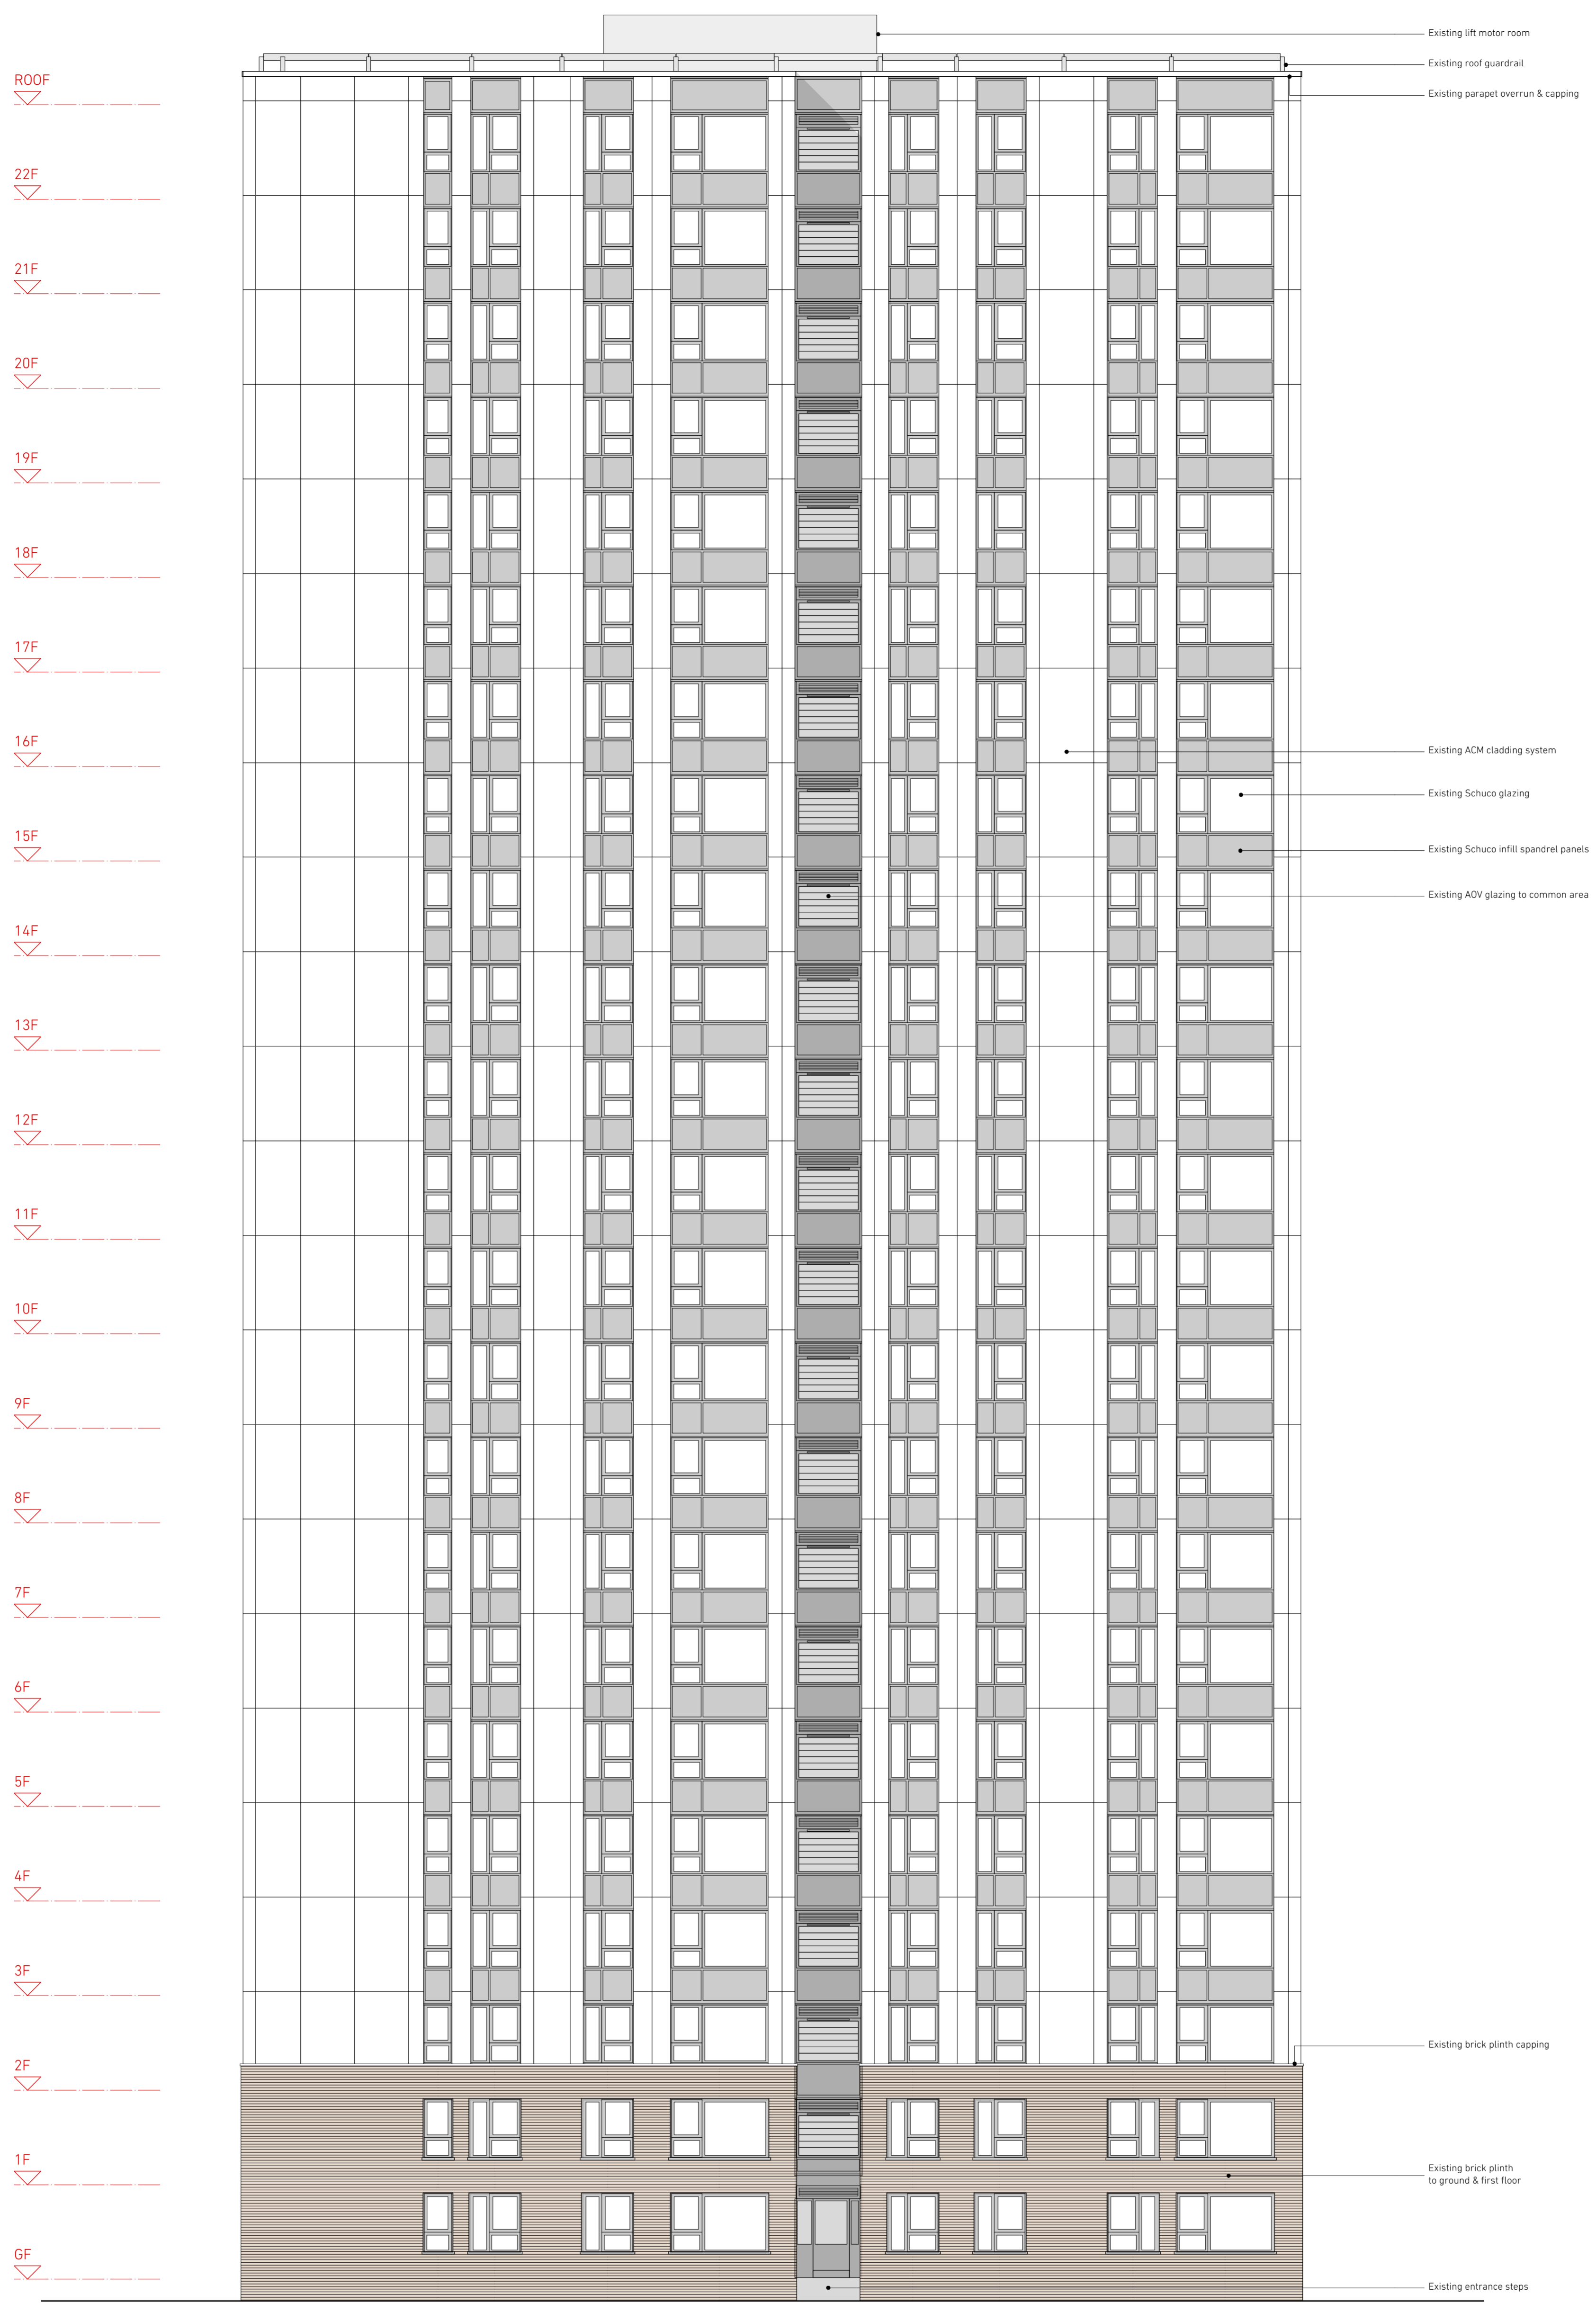 Existing lift motor room
Existing roof guardrail
ROOF
Existing parapet overrun & capping
22F
21F
20F
19F
18F
17F
16F
Existing ACM cladding system
Existing Schuco glazing
15F
Existing Schuco infill spandrel panels
Existing AOV glazing to common area
14F
13F
12F
11F
10F
9F
8F
7F
6F
5F
4F
3F
Existing brick plinth capping
2F
1F
Existing brick plinth
to ground & first floor
GF
Existing entrance steps